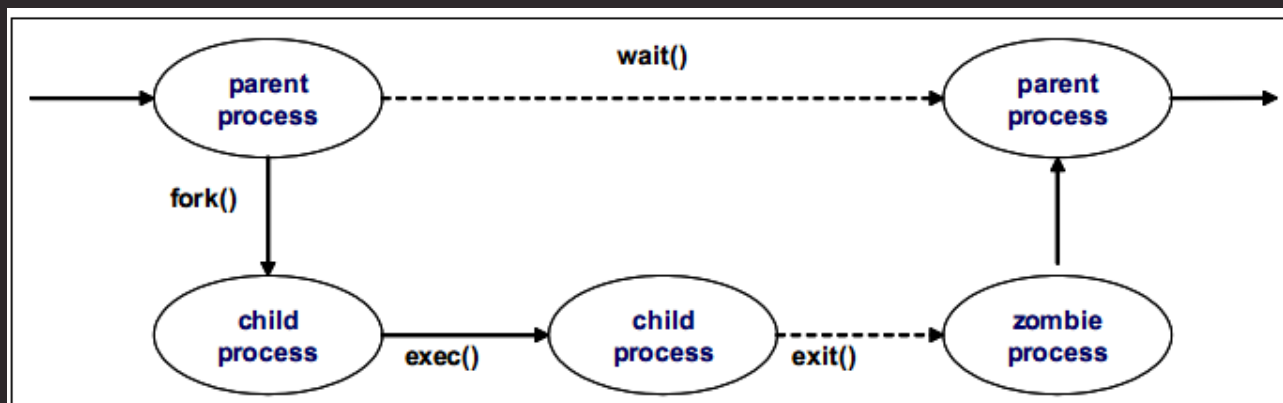 wait()
parent
process
parent
process
fork()
child
process
exec()
child
process
exit()
zombie
process